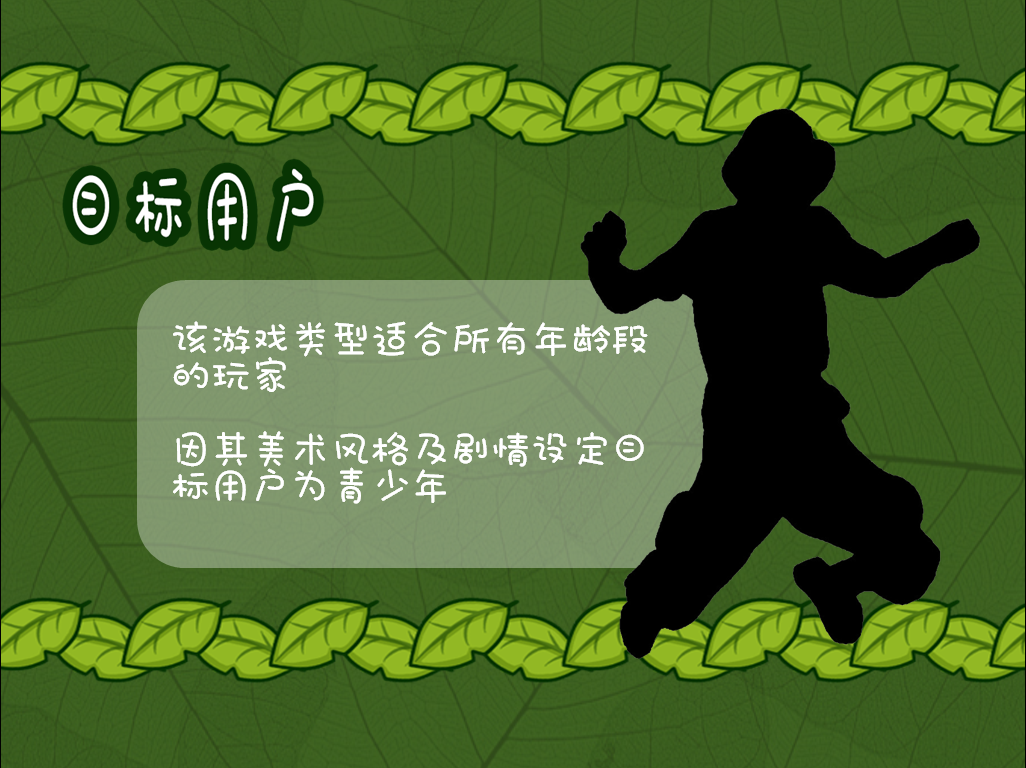 目标用户
该游戏类型适合所有年龄段
的玩家
因其美术风格及剧情设定目
标用户为青少年